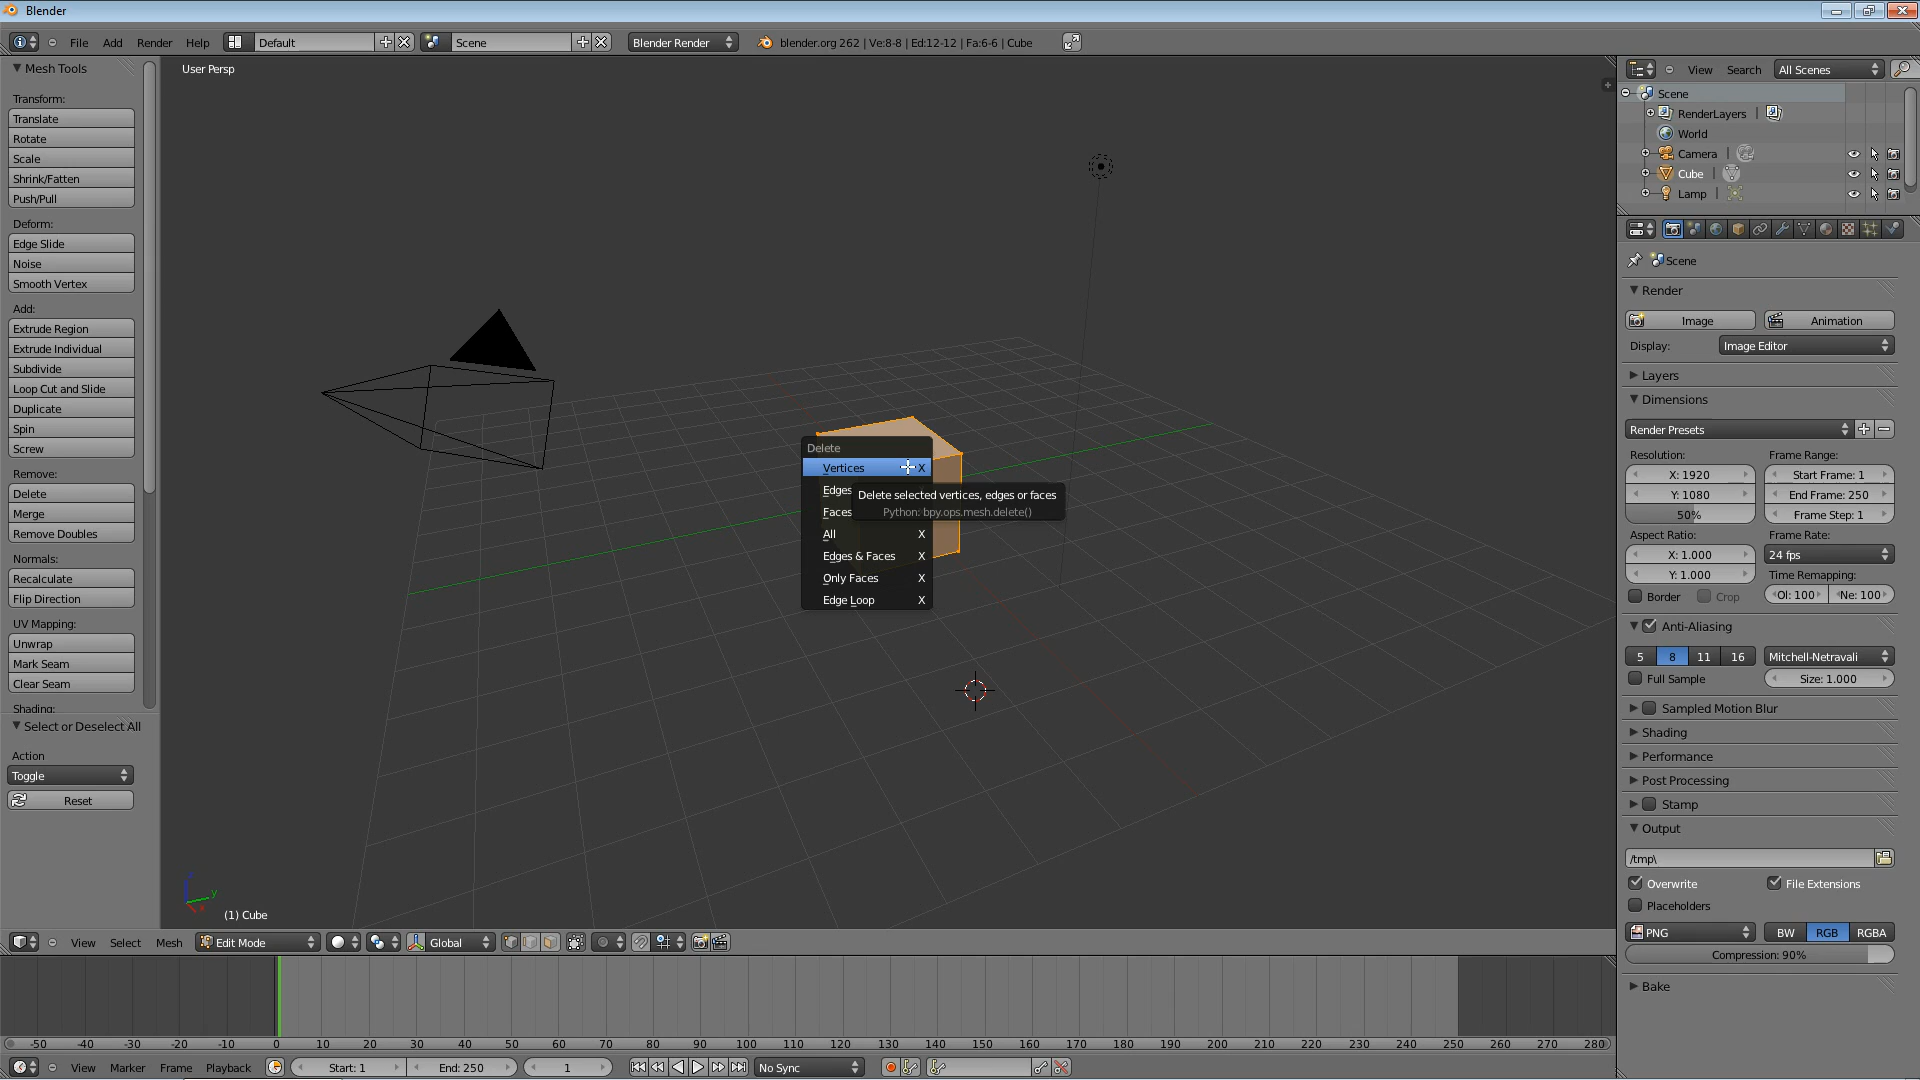 Blender
File Add Render Help Default Scene Blender Render blender.org 262 | Ve:8-8 | Ed:12-12 | Fa:6-6 | Cube
Mesh Tools
Transform:
Translate
Rotate
Scale
Shrink/Fatten
Push/Pull
Deform:
Edge Slide
Noise
Smooth Vertex
Add:
Extrude Region
Extrude Individual
Subdivide
Loop Cut and Slide
Duplicate
Spin
Screw
Remove:
Delete
Merge
Remove Doubles
Normals:
Recalculate
Flip Direction
UV Mapping:
Unwrap
Mark Seam
Clear Seam
Shading:
Select or Deselect All
Action
Toggle
Reset
User Persp
Delete
Vertices X
Edges
Faces
All X
Edges & Faces X
Only Faces X
Edge Loop X
Delete selected vertices, edges or faces
Python: bpy.ops.mesh.delete()
y
(1) Cube
View Select Mesh Edit Mode Global
-50 -40 -30 -20 -10 0 10 20 30 40 50 60 70 80 90 100 110 120 130 140 150 160 170 180 190 200 210 220 230 240 250 260 270 280
View Marker Frame Playback Start: 1 End: 250 1 No Sync
View Search All Scenes
Scene
RenderLayers |
World
Camera |
Cube |
Lamp |
Scene
Render
Image Animation
Display: Image Editor
Layers
Dimensions
Render Presets
Resolution: Frame Range:
X: 1920 Start Frame: 1
Y: 1080 End Frame: 250
50% Frame Step: 1
Aspect Ratio: Frame Rate:
X: 1.000 24 fps
Y: 1.000 Time Remapping:
Border Crop Ol: 100 Ne: 100
Anti-Aliasing
5 8 11 16 Mitchell-Netravali
Full Sample Size: 1.000
Sampled Motion Blur
Shading
Performance
Post Processing
Stamp
Output
/tmp\
Overwrite File Extensions
Placeholders
PNG BW RGB RGBA
Compression: 90%
Bake